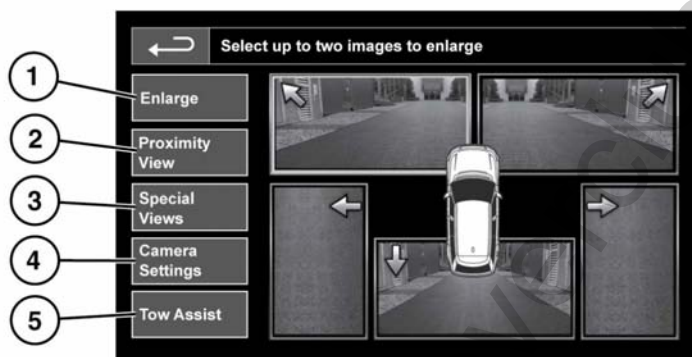 Select up to two images to enlarge
1
Enlarge
2
Proximity
View
3
Special
Views
4
Camera
Settings
5
Tow Assist